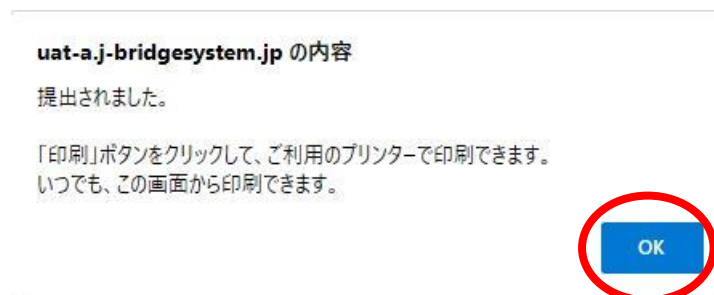 uat-a.j-bridgesystem.jp の内容
提出されました。
「印刷」ボタンをクリックして、ご利用のプリンターで印刷できます。
いつでも、この画面から印刷できます。
OK